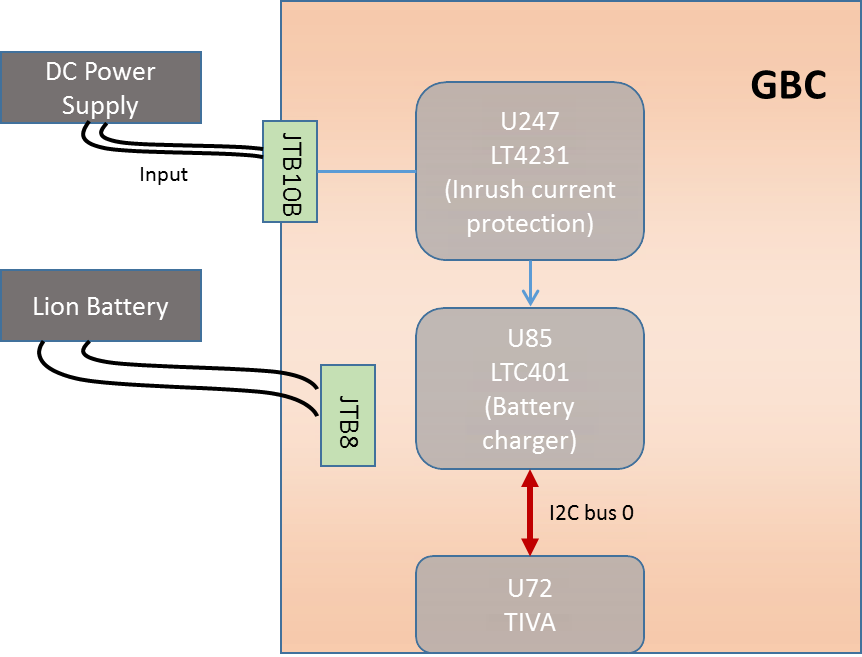 GBC
DC Power
Supply
Input
JTB10B
U247
LT4231
(Inrush current
protection)
Lion Battery
JTB8
U85
LTC401
(Battery
charger)
I2C bus 0
U72
TIVA